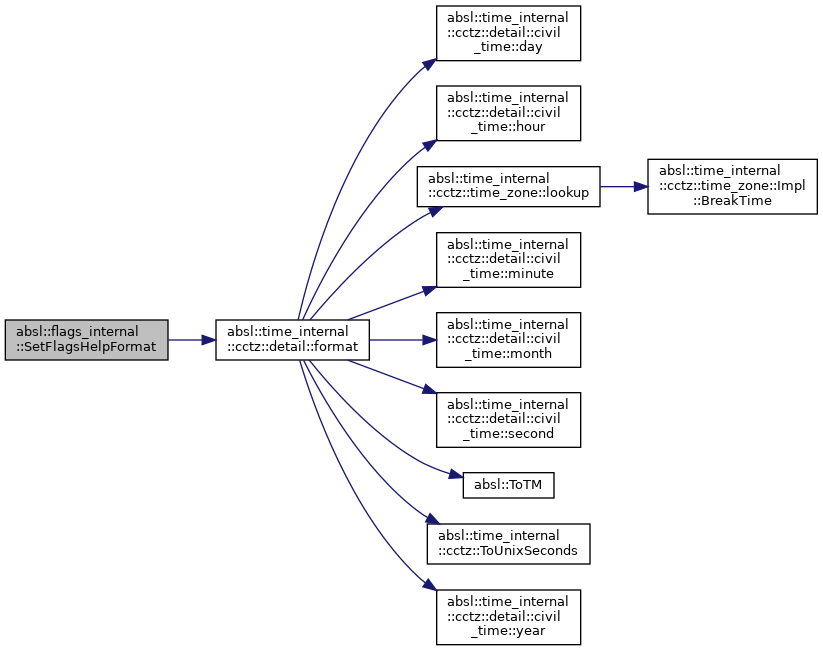 absl::flags_internal
::SetFlagsHelpFormat
absl::time_internal
::cctz::detail::format
absl::time_internal
::cctz::detail::civil
_time::day
absl::time_internal
::cctz::detail::civil
_time::hour
absl::time_internal
::cctz::time_zone::lookup
absl::time_internal
::cctz::time_zone::Impl
::BreakTime
absl::time_internal
::cctz::detail::civil
_time::minute
absl::time_internal
::cctz::detail::civil
_time::month
absl::time_internal
::cctz::detail::civil
_time::second
absl::ToTM
absl::time_internal
::cctz::ToUnixSeconds
absl::time_internal
::cctz::detail::civil
_time::year